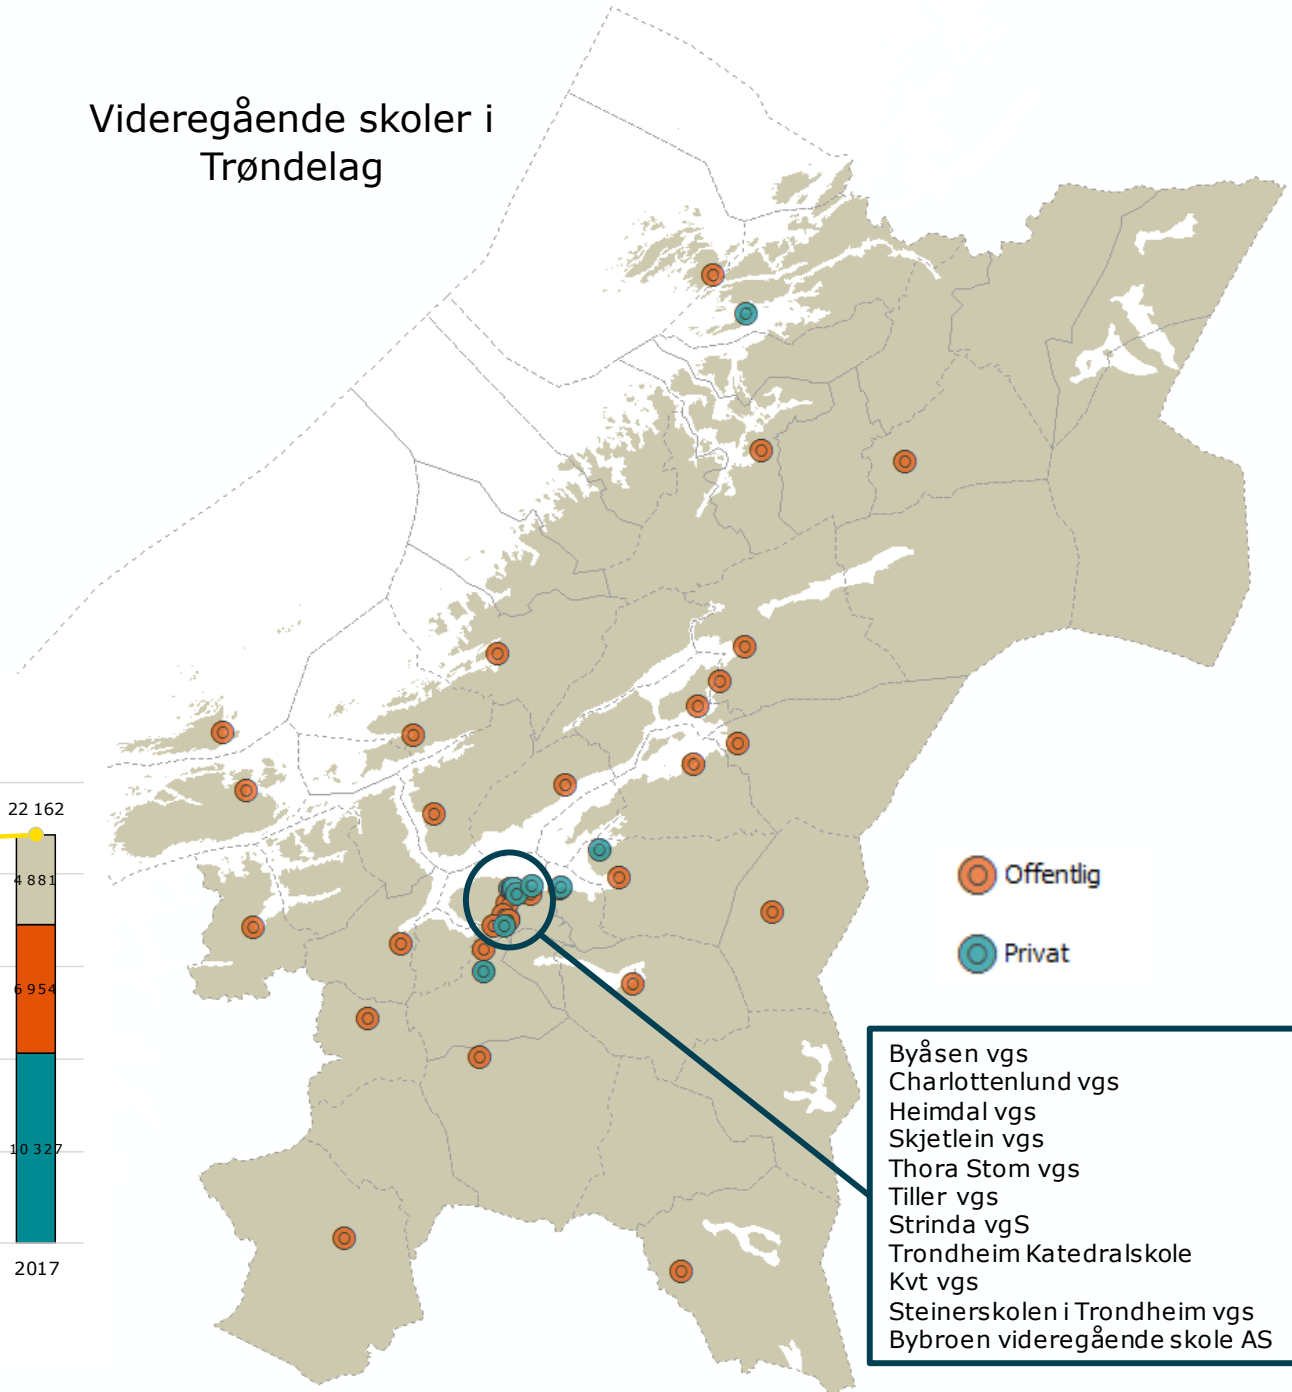 Videregående skoler i
Trøndelag
22 162
4 881
6 954
10 327
2017
Offentlig
Privat
Byåsen vgs
Charlottenlund vgs
Heimdal vgs
Skjetlein vgs
Thora Stom vgs
Tiller vgs
Strinda vgS
Trondheim Katedralskole
Kvt vgs
Steinerskolen i Trondheim vgs
Bybroen videregående skole AS